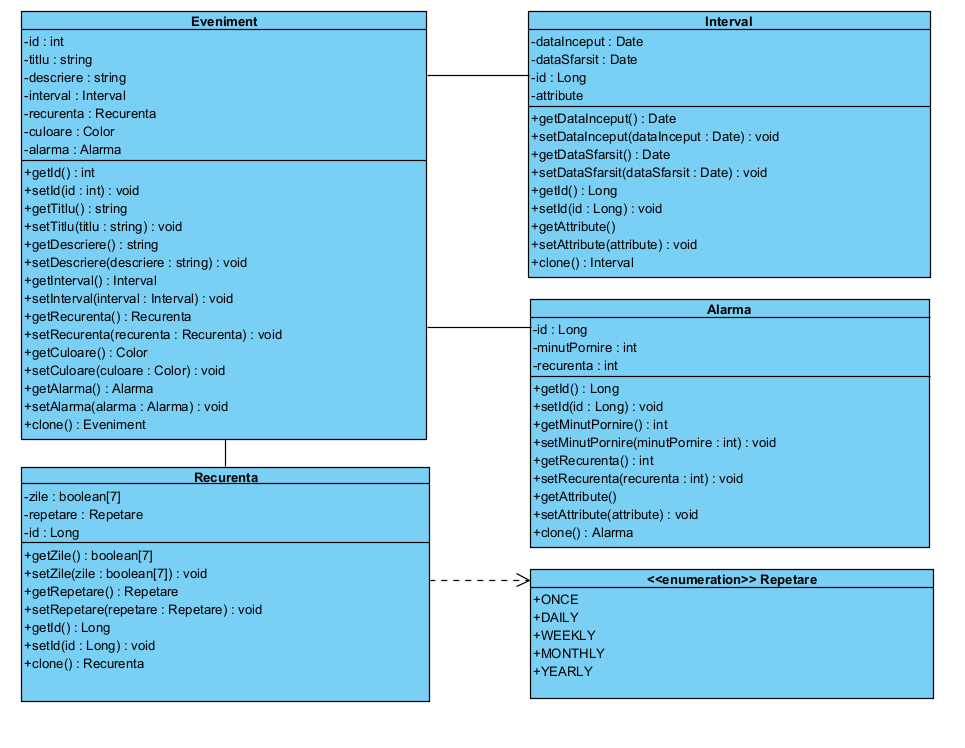 Eveniment
-id : int
-titlu : string
-descriere : string
-interval : Interval
-recurenta : Recurenta
-culoare : Color
-alarma : Alarma
+getId() : int
+setId(id : int) : void
+getTitlu() : string
+setTitlu(titlu : string) : void
+getDescriere() : string
+setDescriere(descriere : string) : void
+getInterval() : Interval
+setInterval(interval : Interval) : void
+getRecurenta() : Recurenta
+setRecurenta(recurenta : Recurenta) : void
+getCuloare() : Color
+setCuloare(culoare : Color) : void
+getAlarma() : Alarma
+setAlarma(alarma : Alarma) : void
+clone() : Eveniment
Interval
-dataInceput : Date
-dataSfarsit : Date
-id : Long
-attribute
+getDataInceput() : Date
+setDataInceput(dataInceput : Date) : void
+getDataSfarsit() : Date
+setDataSfarsit(dataSfarsit : Date) : void
+getId() : Long
+setId(id : Long) : void
+getAttribute()
+setAttribute(attribute) : void
+clone() : Interval
Alarma
-id : Long
-minutPornire : int
-recurenta : int
+getId() : Long
+setId(id : Long) : void
+getMinutPornire() : int
+setMinutPornire(minutPornire : int) : void
+getRecurenta() : int
+setRecurenta(recurenta : int) : void
+getAttribute()
+setAttribute(attribute) : void
+clone() : Alarma
Recurenta
-zile : boolean[7]
-repetare : Repetare
-id : Long
+getZile() : boolean[7]
+setZile(zile : boolean[7]) : void
+getRepetare() : Repetare
+setRepetare(repetare : Repetare) : void
+getId() : Long
+setId(id : Long) : void
+clone() : Recurenta
<<enumeration>> Repetare
+ONCE
+DAILY
+WEEKLY
+MONTHLY
+YEARLY